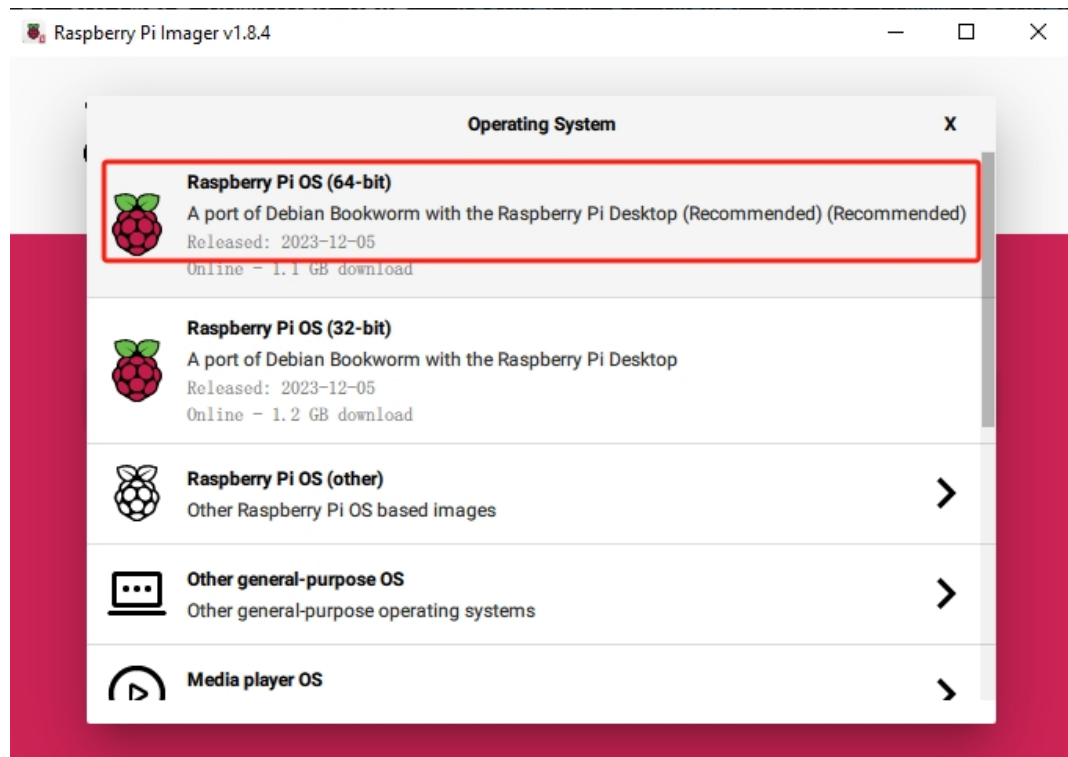 Raspberry Pi Imager v1.8.4
Operating System
X
Raspberry Pi OS (64-bit)
A port of Debian Bookworm with the Raspberry Pi Desktop (Recommended) (Recommended)
Released: 2023-12-05
Online - 1.1 GB download
Raspberry Pi OS (32-bit)
A port of Debian Bookworm with the Raspberry Pi Desktop
Released: 2023-12-05
Online - 1.2 GB download
Raspberry Pi OS (other)
Other Raspberry Pi OS based images
Other general-purpose OS
Other general-purpose operating systems
Media player OS